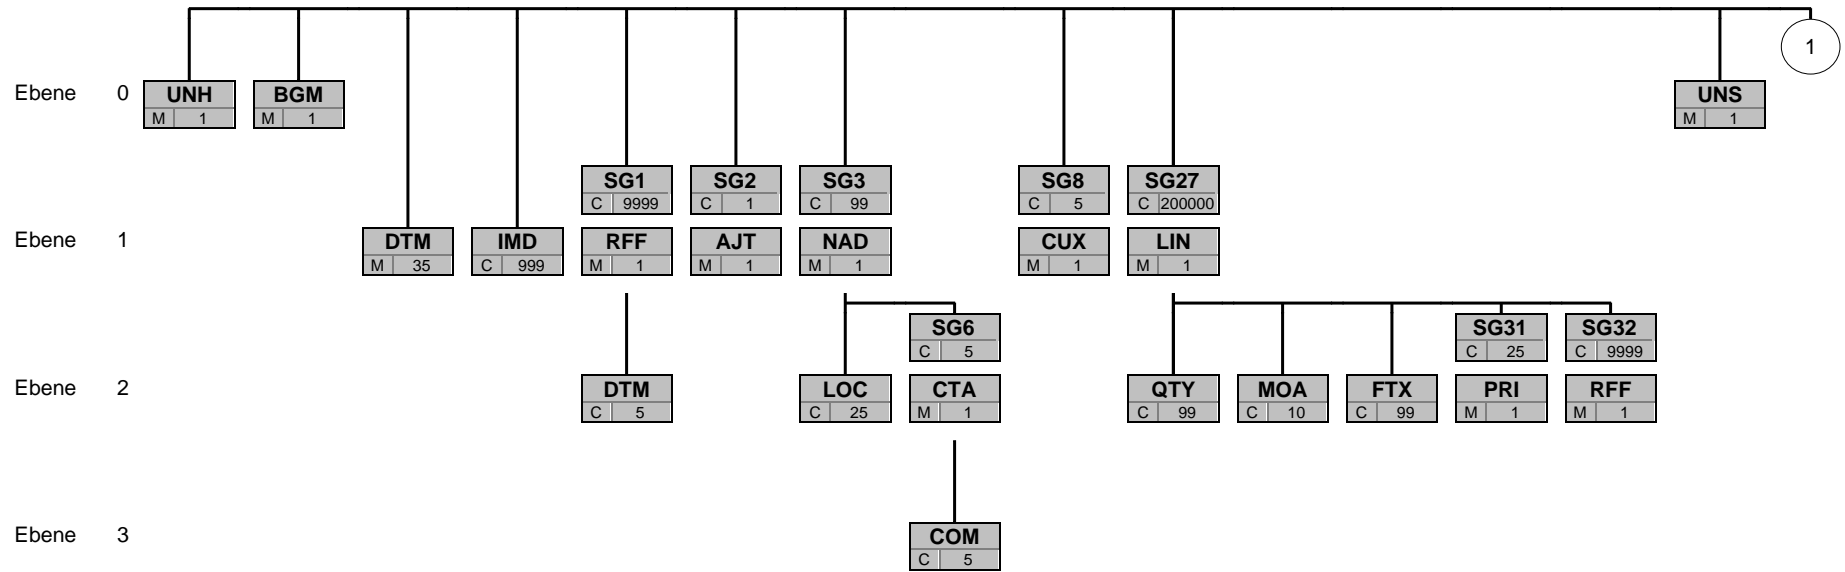 1
Ebene 0 UNH BGM UNS
M 1 M 1 M 1
SG1 SG2 SG3 SG8 SG27
C 9999 C 1 C 99 C 5 C 200000
Ebene 1 DTM IMD RFF AJT NAD CUX LIN
M 35 C 999 M 1 M 1 M 1 M 1 M 1
SG6 SG31 SG32
C 5 C 25 C 9999
Ebene 2 DTM LOC CTA QTY MOA FTX PRI RFF
C 5 C 25 M 1 C 99 C 10 C 99 M 1 M 1
Ebene 3 COM
C 5